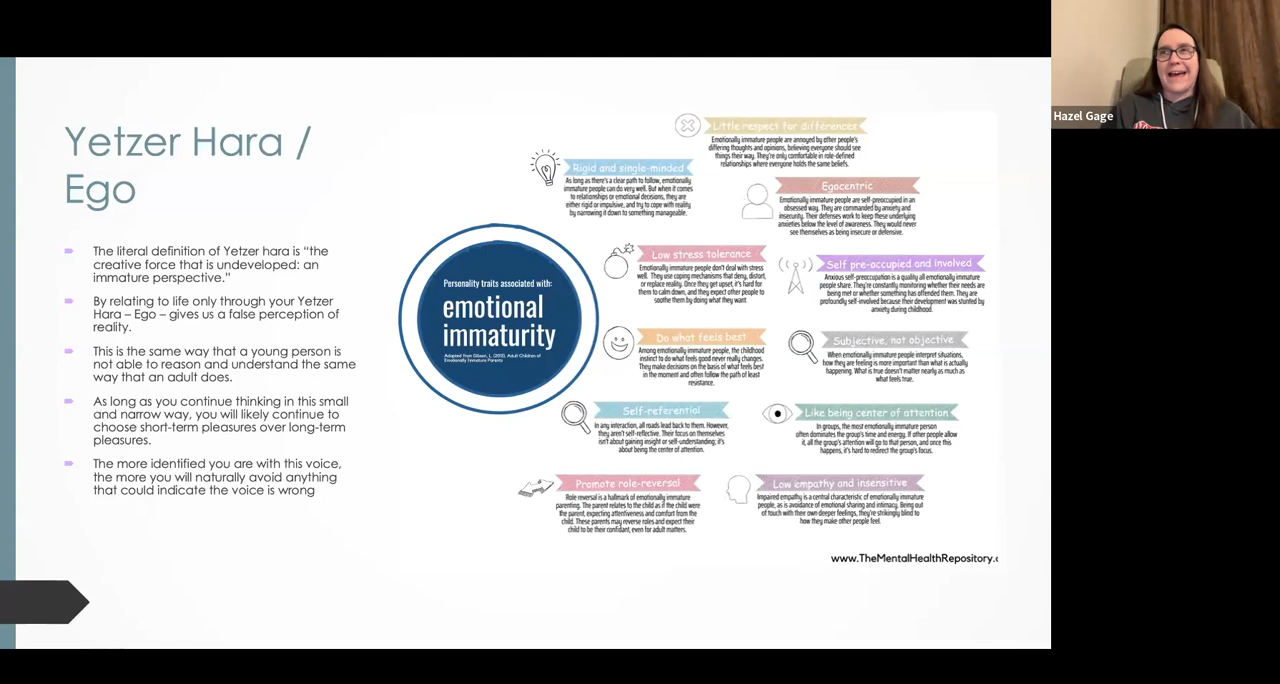 Yetzer Hara /
Ego
The literal definition of Yetzer hara is “the
creative force that is undeveloped: an
immature perspective.”
By relating to life only through your Yetzer
Hara – Ego – gives us a false perception of
reality.
This is the same way that a young person is
not able to reason and understand the same
way that an adult does.
As long as you continue thinking in this small
and narrow way, you will likely continue to
choose short-term pleasures over long-term
pleasures.
The more identified you are with this voice,
the more you will naturally avoid anything
that could indicate the voice is wrong
Personality traits associated with:
emotional
immaturity
Adapted from Gibson, L. (2015). Adult Children of
Emotionally Immature Parents
Little respect for differences
Emotionally immature people are annoyed by other people's
differing thoughts and opinions, believing everyone should see
things their way. They're only comfortable in role-defined
relationships where everyone holds the same beliefs.
Rigid and single-minded
As long as there's a clear path to follow, emotionally
immature people can do very well. But when it comes
to relationships or emotional decisions, they are
either rigid or impulsive, and try to cope with reality
by narrowing it down to something manageable.
Egocentric
Emotionally immature people are self-preoccupied in an
obsessed way. They are commanded by anxiety and
insecurity. Their defenses work to keep these underlying
anxieties below the level of awareness. They would never
see themselves as being insecure or defensive.
Low stress tolerance
Emotionally immature people don't deal with stress
well. They use coping mechanisms that deny, distort,
or replace reality. Once they get upset, it's hard for
them to calm down, and they expect other people to
soothe them by doing what they want
Self pre-occupied and involved
Anxious self-preoccupation is a quality all emotionally immature
people share. They're constantly monitoring whether their needs are
being met or whether something has offended them. They are
profoundly self-involved because their development was stunted by
anxiety during childhood.
Do what feels best
Among emotionally immature people, the childhood
instinct to do what feels good never really changes.
They make decisions on the basis of what feels best
in the moment and often follow the path of least
resistance.
Subjective, not objective
When emotionally immature people interpret situations,
how they are feeling is more important than what is actually
happening. What is true doesn't matter nearly as much as
what feels true.
Self-referential
In any interaction, all roads lead back to them. However,
they aren't self-reflective. Their focus on themselves
isn't about gaining insight or self-understanding; it's
about being the center of attention.
Like being center of attention
In groups, the most emotionally immature person
often dominates the group's time and energy. If other people allow
it, all the group's attention will go to that person, and once this
happens, it's hard to redirect the group's focus.
Promote role-reversal
Role reversal is a hallmark of emotionally immature
parenting. The parent relates to the child as if the child were
the parent, expecting attentiveness and comfort from the
child. These parents may reverse roles and expect their
child to be their confidant, even for adult matters.
Low empathy and insensitive
Impaired empathy is a central characteristic of emotionally immature
people, as is avoidance of emotional sharing and intimacy. Being out
of touch with their own deeper feelings, they're strikingly blind to
how they make other people feel.
www.TheMentalHealthRepository.c
Hazel Gage